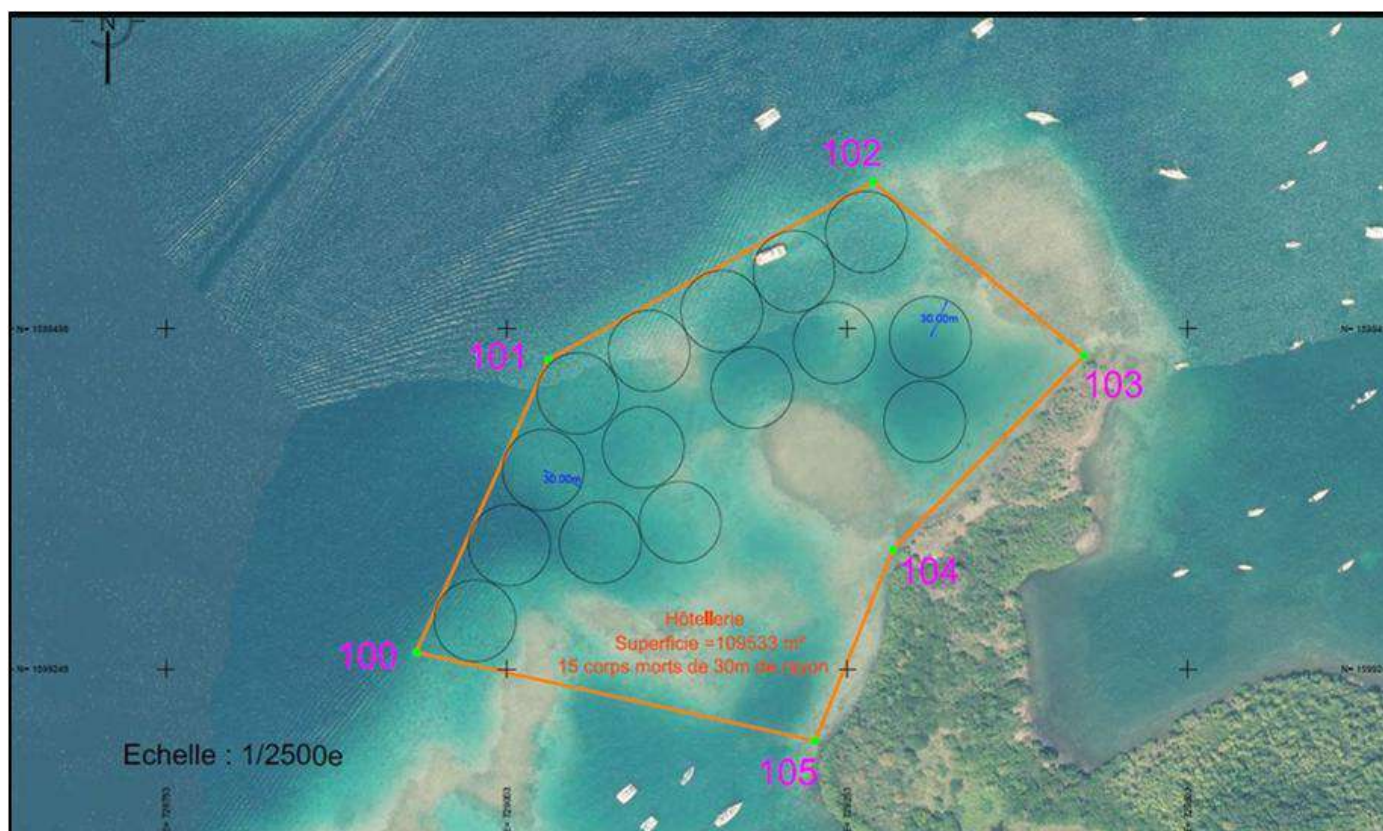 N
102
30.00m
101
103
30.00m
104
Hôtellerie
Superficie =109533 m²
15 corps morts de 30m de rayon
100
N= 1599249
105
Echelle : 1/2500e